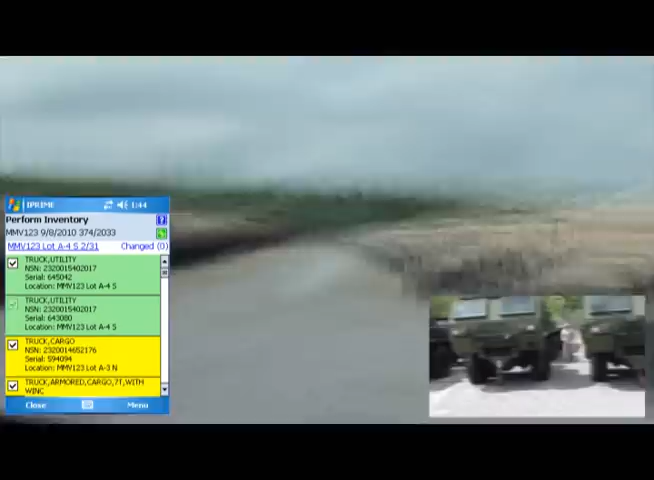 IPRIME 1:44
Perform Inventory
MMV123 9/8/2010 374/2033
MMV123 Lot A-4 S 2/31 Changed (0)
TRUCK,UTILITY
NSN: 2320015402017
Serial: 645042
Location: MMV123 Lot A-4 S
TRUCK,UTILITY
NSN: 2320015402017
Serial: 643080
Location: MMV123 Lot A-4 S
TRUCK,CARGO
NSN: 2320014652176
Serial: 594094
Location: MMV123 Lot A-3 N
TRUCK,ARMORED,CARGO,7T,WITH
WINC
Close Menu